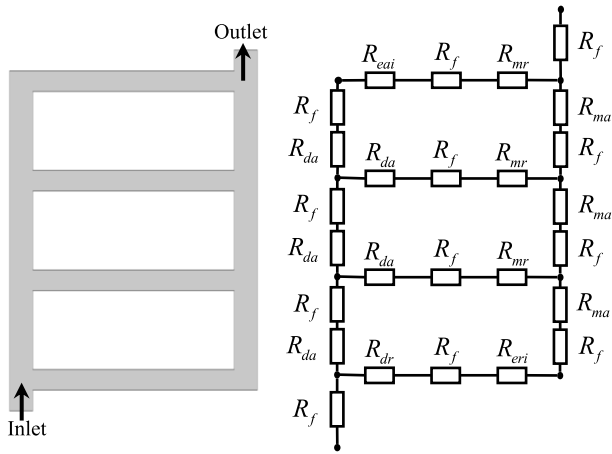 Outlet
Inlet
R_f
R_eai R_f R_mr
R_f R_ma
R_da R_f
R_da R_f R_mr
R_f R_ma
R_da R_f
R_da R_f R_mr
R_f R_ma
R_da R_f
R_dr R_f R_eri
R_f